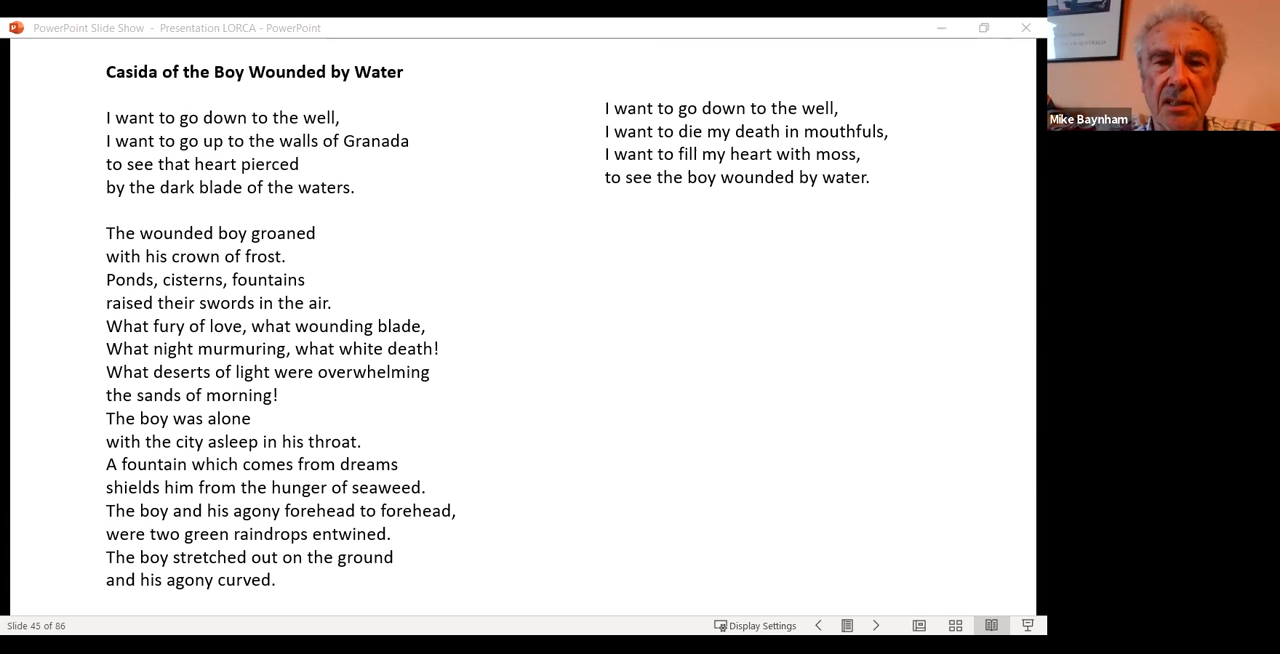 PowerPoint Slide Show - Presentation LORCA - PowerPoint
Casida of the Boy Wounded by Water
I want to go down to the well,
I want to go up to the walls of Granada
to see that heart pierced
by the dark blade of the waters.
The wounded boy groaned
with his crown of frost.
Ponds, cisterns, fountains
raised their swords in the air.
What fury of love, what wounding blade,
What night murmuring, what white death!
What deserts of light were overwhelming
the sands of morning!
The boy was alone
with the city asleep in his throat.
A fountain which comes from dreams
shields him from the hunger of seaweed.
The boy and his agony forehead to forehead,
were two green raindrops entwined.
The boy stretched out on the ground
and his agony curved.
I want to go down to the well,
I want to die my death in mouthfuls,
I want to fill my heart with moss,
to see the boy wounded by water.
Mike Baynham
Slide 45 of 86
Display Settings